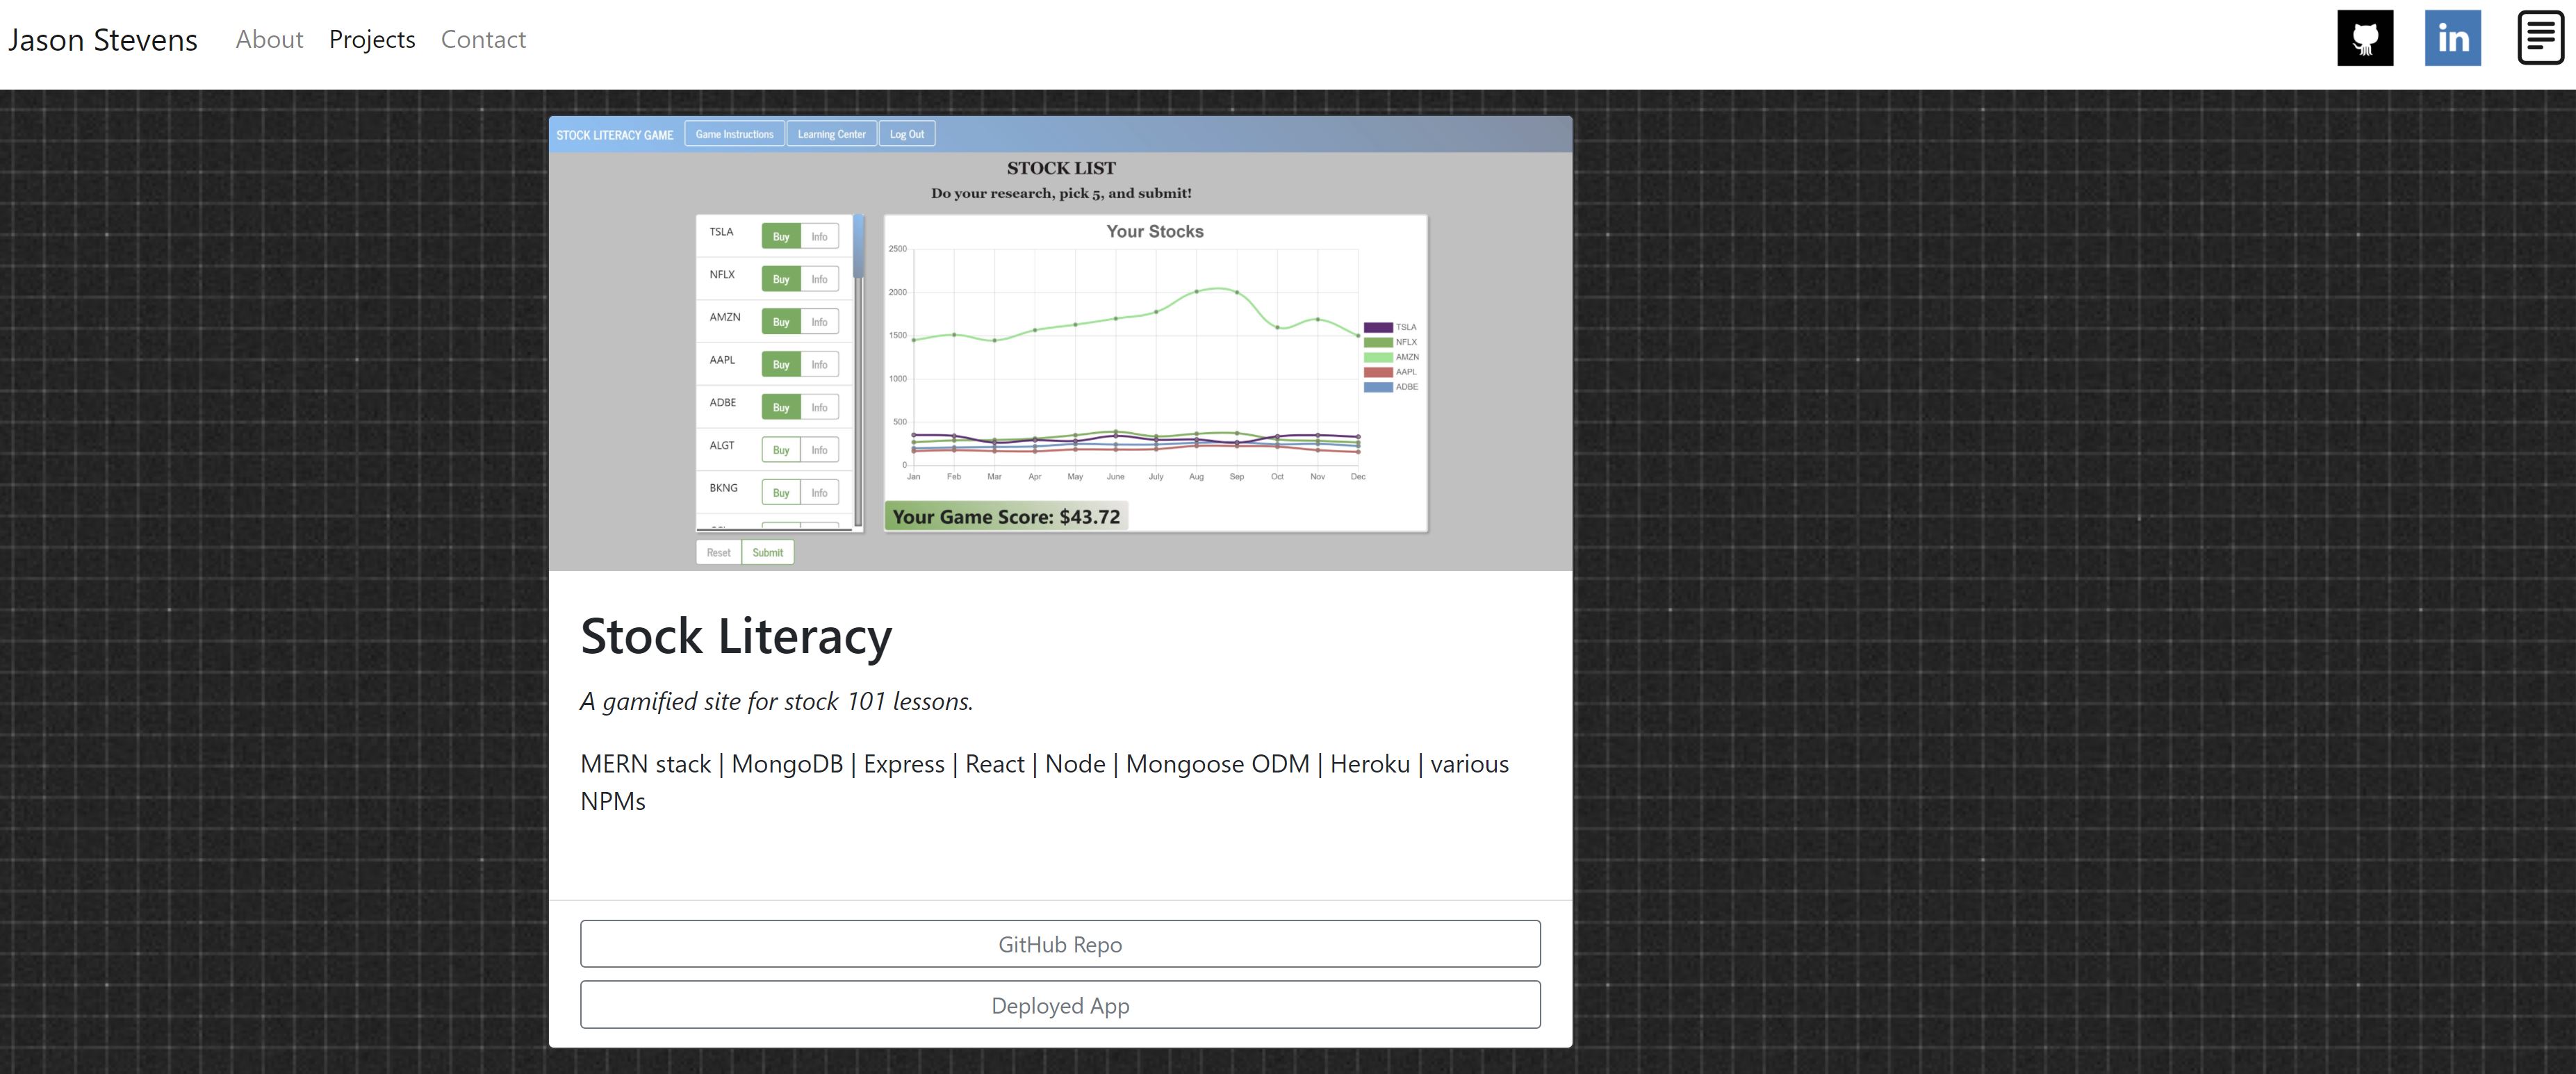 Jason Stevens About Projects Contact in
STOCK LITERACY GAME Game Instructions Learning Center Log Out
STOCK LIST
Do your research, pick 5, and submit!
TSLA Buy Info
NFLX Buy Info
AMZN Buy Info
AAPL Buy Info
ADBE Buy Info
ALGT Buy Info
BKNG Buy Info
Reset Submit
Your Stocks
2500
2000
1500
1000
500
0
Jan Feb Mar Apr May June July Aug Sep Oct Nov Dec
TSLA
NFLX
AMZN
AAPL
ADBE
Your Game Score: $43.72
Stock Literacy
A gamified site for stock 101 lessons.
MERN stack | MongoDB | Express | React | Node | Mongoose ODM | Heroku | various
NPMs
GitHub Repo
Deployed App